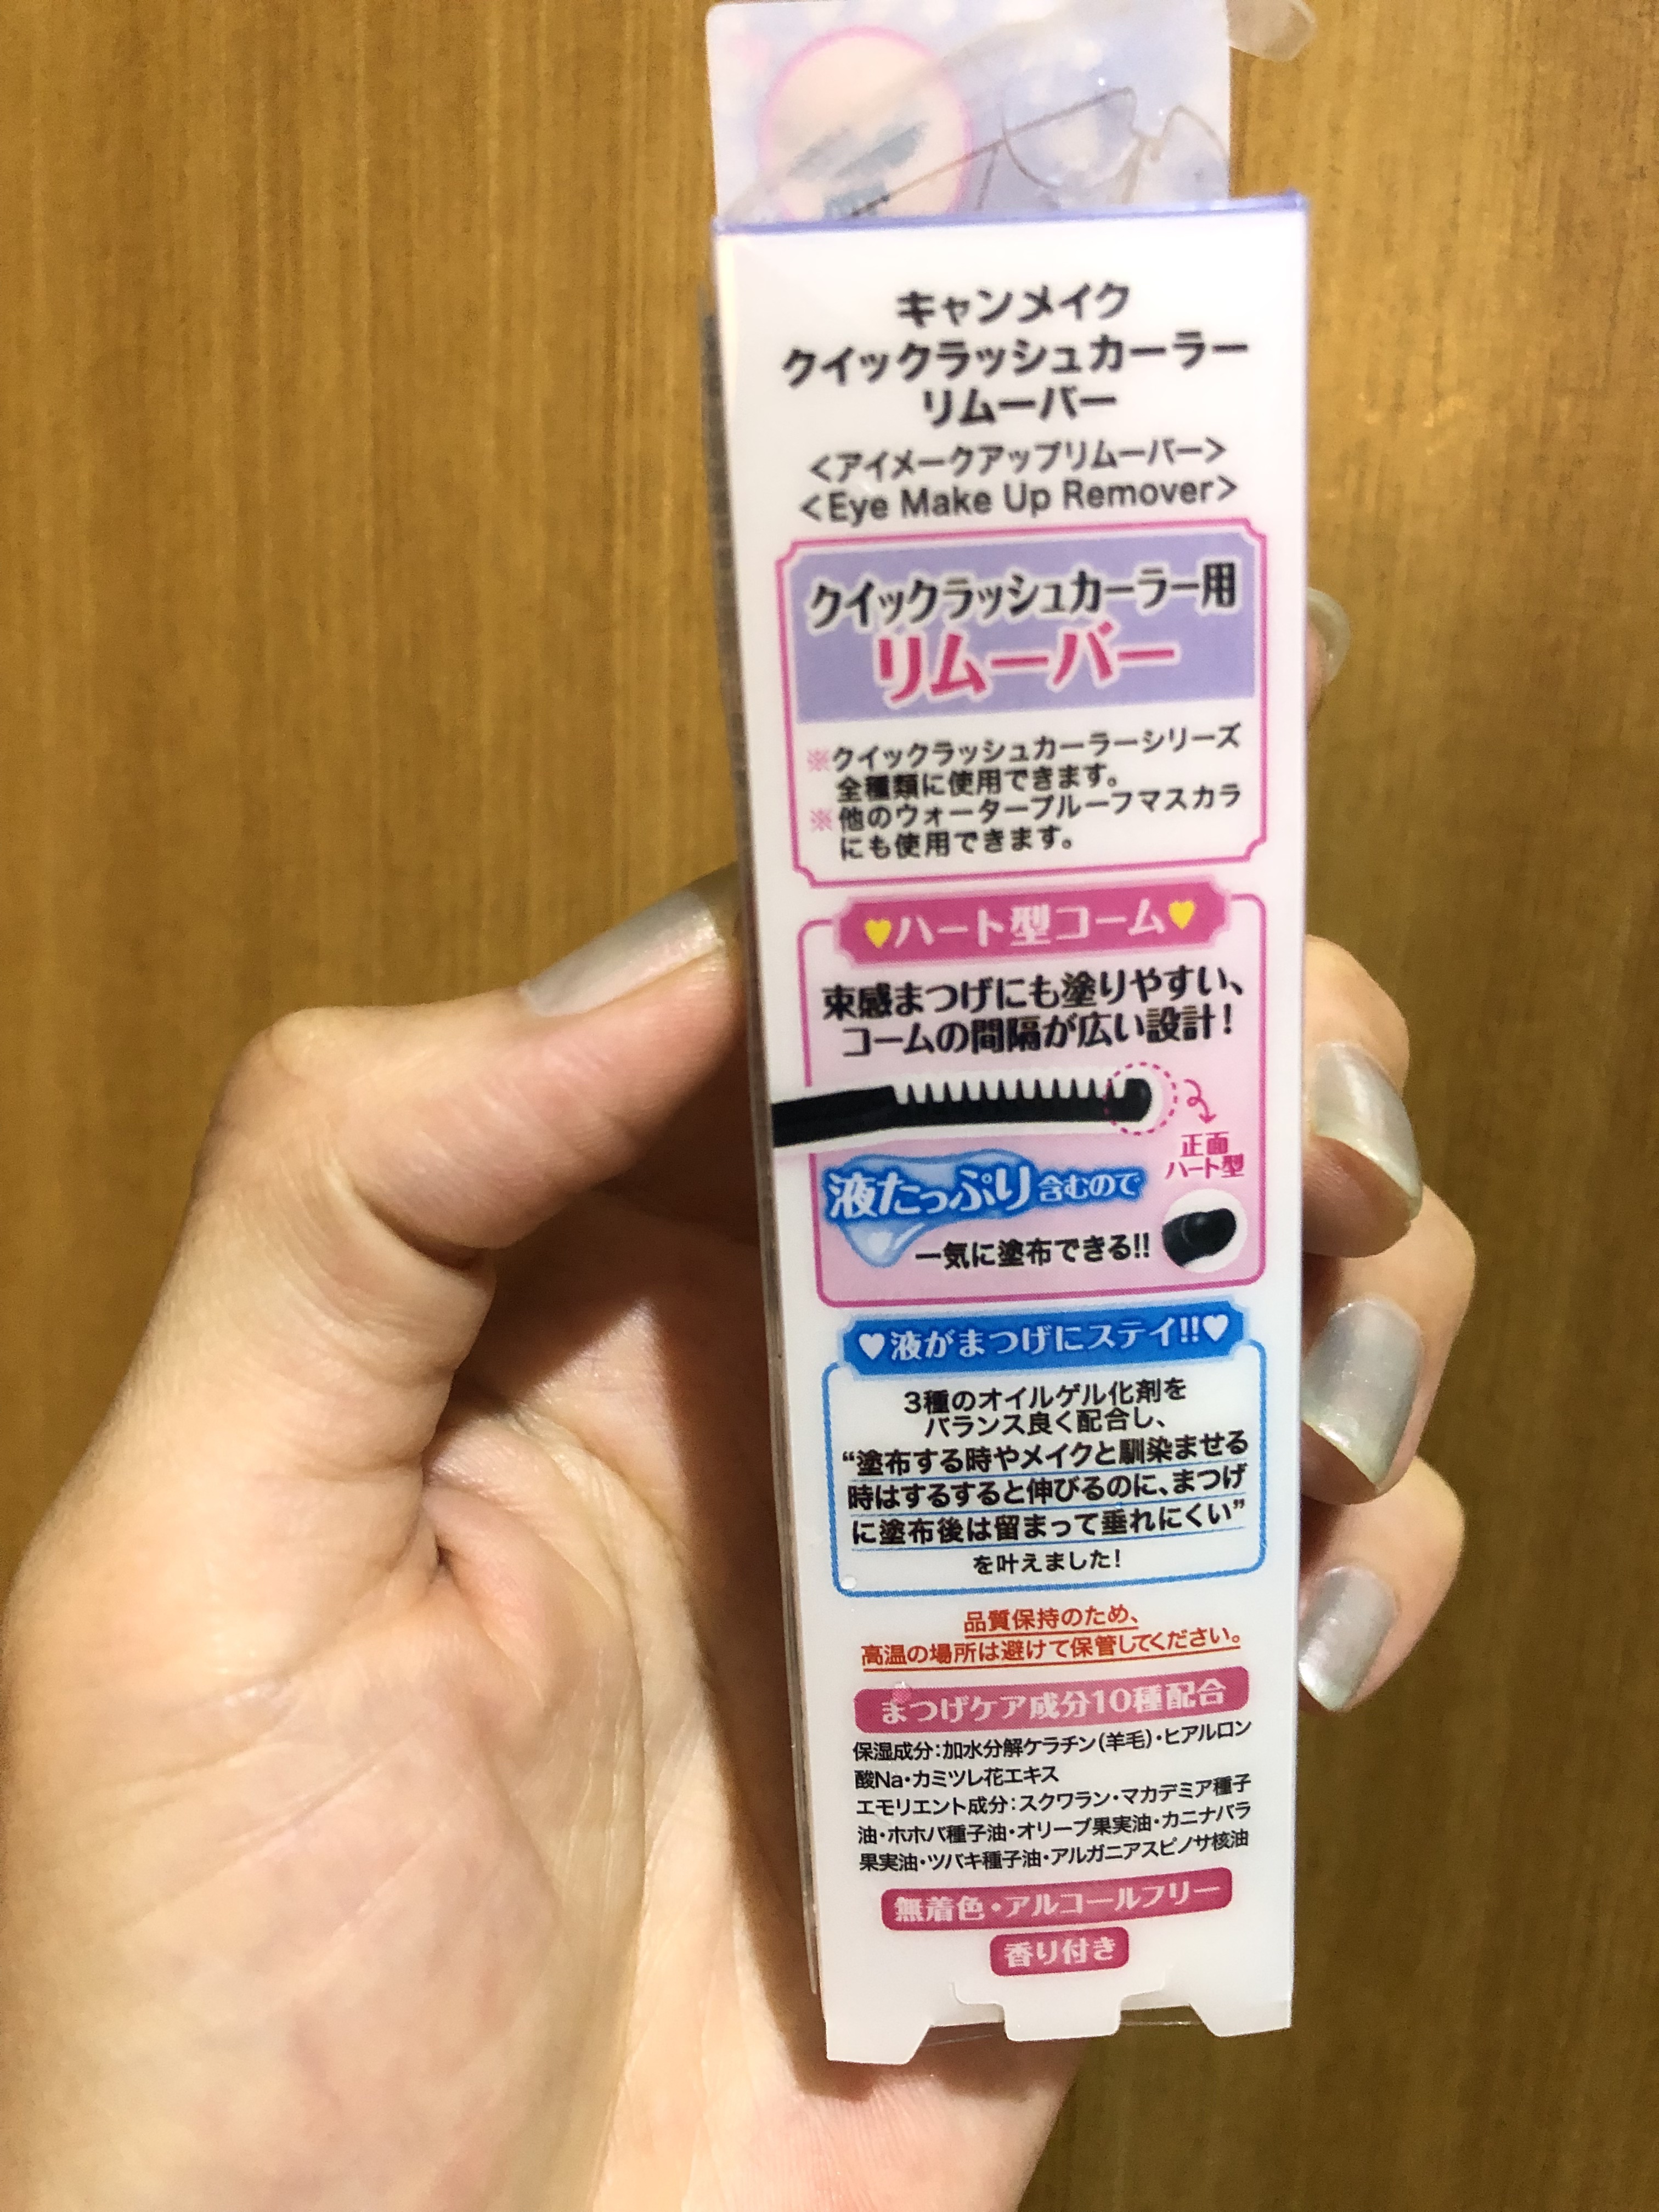 キャンメイク
クイックラッシュカーラー
リムーバー
<アイメークアップリムーバー>
<Eye Make Up Remover>
クイックラッシュカーラー用
リムーバー
※クイックラッシュカーラーシリーズ
全種類に使用できます。
※他のウォータープルーフマスカラ
にも使用できます。
♥ハート型コーム♥
束感まつげにも塗りやすい、
コームの間隔が広い設計!
正面
ハート型
液たっぷり含むので
一気に塗布できる!!
♥液がまつげにステイ!!♥
3種のオイルゲル化剤を
バランス良く配合し、
“塗布する時やメイクと馴染ませる
時はするすると伸びるのに、まつげ
に塗布後は留まって垂れにくい”
を叶えました!
品質保持のため、
高温の場所は避けて保管してください。
まつげケア成分10種配合
保湿成分:加水分解ケラチン(羊毛)・ヒアルロン
酸Na・カミツレ花エキス
エモリエント成分:スクワラン・マカデミア種子
油・ホホバ種子油・オリーブ果実油・カニナバラ
果実油・ツバキ種子油・アルガニアスピノサ核油
無着色・アルコールフリー
香り付き